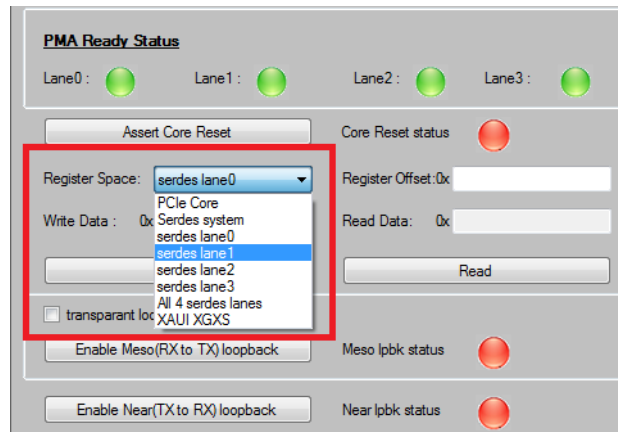 PMA Ready Status
Lane0 : Lane1 : Lane2 : Lane3 :
Assert Core Reset Core Reset status
Register Space: serdes lane0 Register Offset:0x
PCIe Core
Write Data : 0x Serdes system Read Data: 0x
serdes lane0
serdes lane1
serdes lane2 Read
serdes lane3
All 4 serdes lanes
transparant loo XAUI XGXS
Enable Meso(RX to TX) loopback Meso lpbk status
Enable Near(TX to RX) loopback Near lpbk status